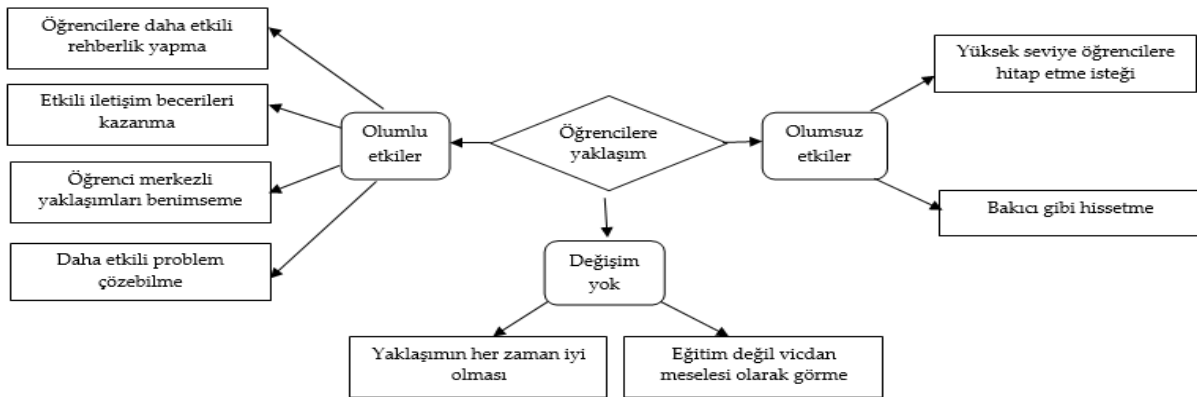 Öğrencilere daha etkili
rehberlik yapma
Etkili iletişim becerileri
kazanma
Öğrenci merkezli
yaklaşımları benimseme
Daha etkili problem
çözebilme
Olumlu
etkiler
Öğrencilere
yaklaşım
Olumsuz
etkiler
Yüksek seviye öğrencilere
hitap etme isteği
Bakıcı gibi hissetme
Değişim
yok
Yaklaşımın her zaman iyi
olması
Eğitim değil vicdan
meselesi olarak görme